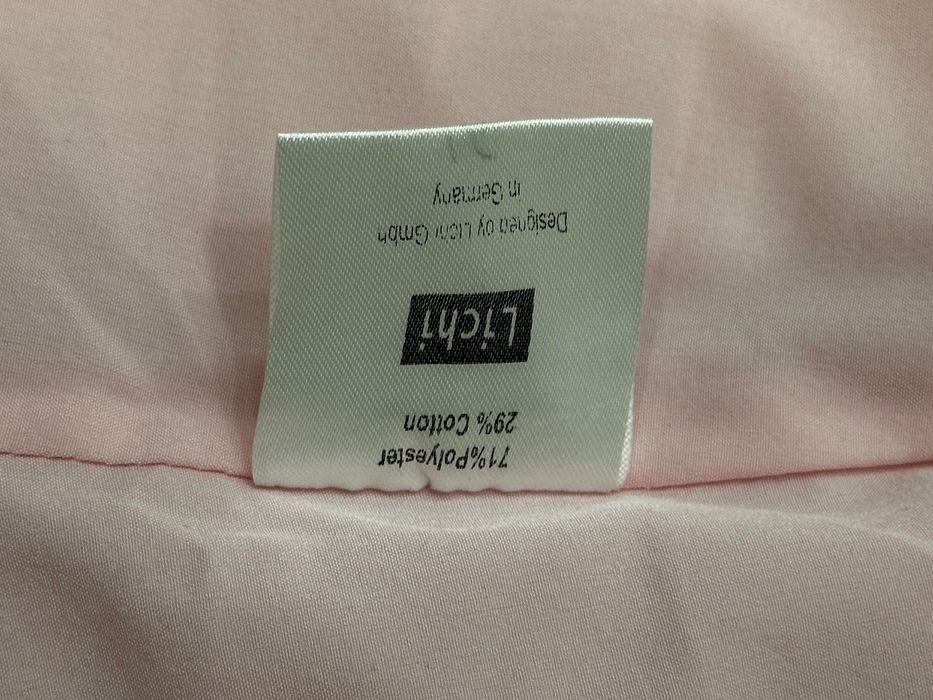 71%Polyester
29% Cotton
Lichi
Designed by Lichi Gmbh
in Germany